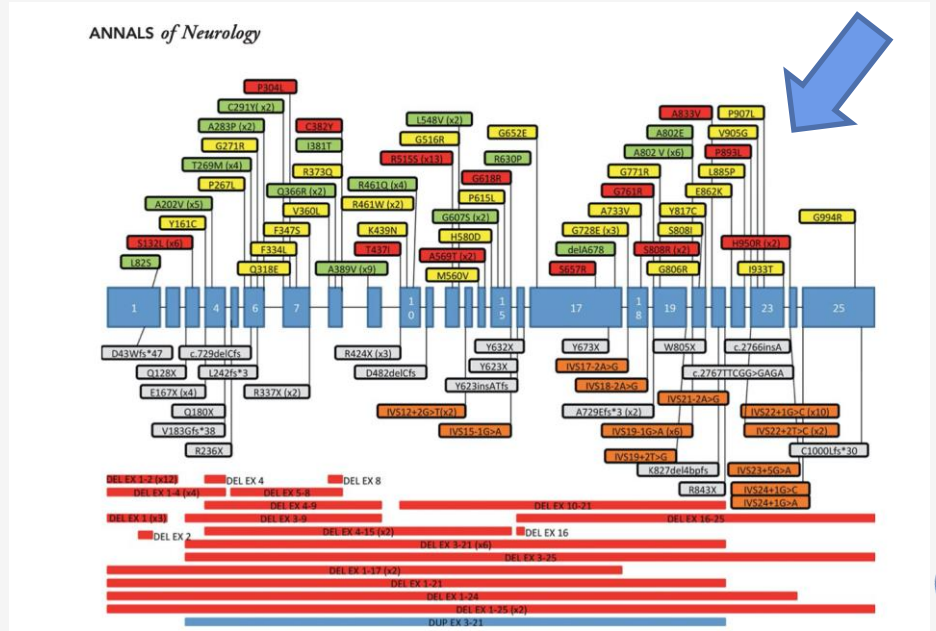 ANNALS of Neurology
P304L
C291Y( x2)
A283P (x2)
C382Y
G271R
I381T
T269M (x4)
R373Q
P267L
Q366R (x2)
A202V (x5)
V360L
Y161C
F347S
S132L (x6)
F334L
L82S
Q318E
A389V (x9)
L548V (x2)
G516R
G652E
R515S (x13)
R630P
G618R
R461Q (x4)
P615L
R461W (x2)
G607S (x2)
K439N
H580D
T437I
A569T (x2)
M560V
A833V
P907L
A802E
V905G
A802 V (x6)
P893L
G771R
L885P
G761R
E862K
A733V
Y817C
G728E (x3)
S808I
delA678
S808R (x2)
S657R
G806R
G994R
H950R (x2)
I933T
1
4
6
7
10
15
17
18
19
23
25
D43Wfs*47
c.729delCfs
Q128X
L242fs*3
E167X (x4)
R337X (x2)
Q180X
V183Gfs*38
R236X
R424X (x3)
D482delCfs
Y632X
Y623X
Y623insATfs
IVS12+2G>T(x2)
IVS15-1G>A
Y673X
IVS17-2A>G
IVS18-2A>G
A729Efs*3 (x2)
IVS19-1G>A (x6)
IVS19+2T>G
K827del4bpfs
R843X
W805X
c.2766insA
c.2767TTCGG>GAGA
IVS21-2A>G
IVS22+1G>C (x10)
IVS22+2T>C (x2)
C1000Lfs*30
IVS23+5G>A
IVS24+1G>C
IVS24+1G>A
DEL EX 1-2 (x12)
DEL EX 4
DEL EX 8
DEL EX 1-4 (x4)
DEL EX 5-8
DEL EX 4-9
DEL EX 10-21
DEL EX 1 (x3)
DEL EX 3-9
DEL EX 16-25
DEL EX 2
DEL EX 4-15 (x2)
DEL EX 16
DEL EX 3-21 (x6)
DEL EX 3-25
DEL EX 1-17 (x2)
DEL EX 1-21
DEL EX 1-24
DEL EX 1-25 (x2)
DUP EX 3-21